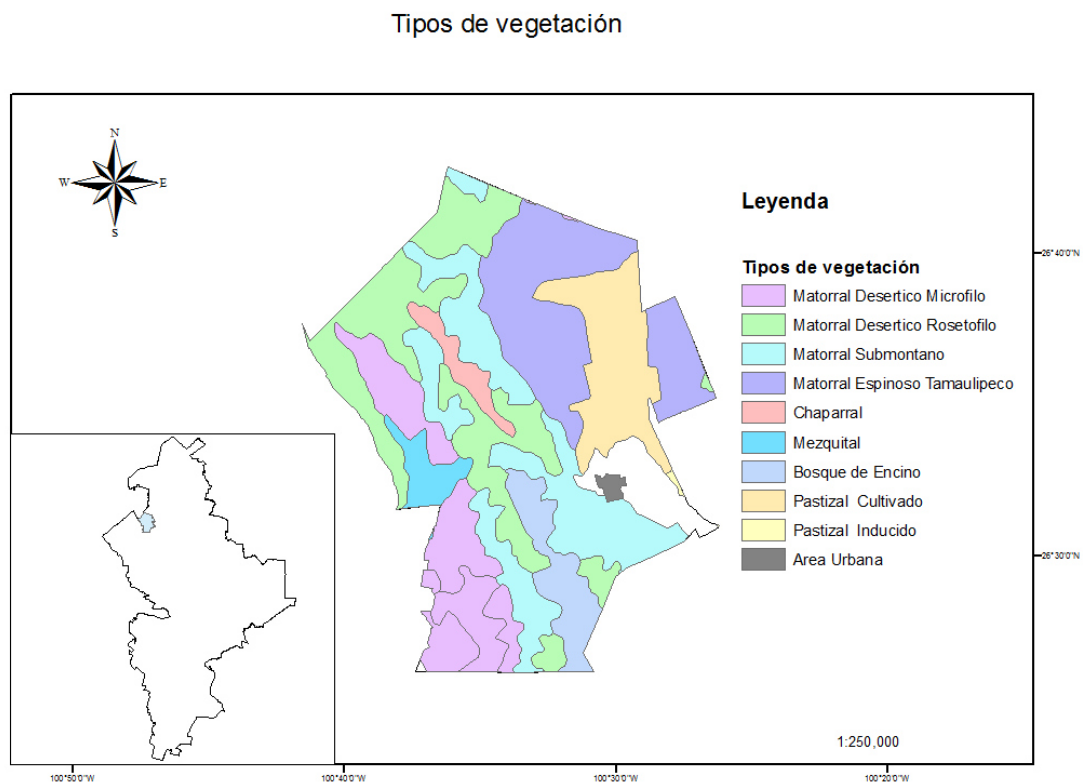 Tipos de vegetación
N
W
E
S
Leyenda
Tipos de vegetación
Matorral Desertico Microfilo
Matorral Desertico Rosetofilo
Matorral Submontano
Matorral Espinoso Tamaulipeco
Chaparral
Mezquital
Bosque de Encino
Pastizal Cultivado
Pastizal Inducido
Area Urbana
26°40'0"N
26°30'0"N
1:250,000
100°50'0"W
100°40'0"W
100°30'0"W
100°20'0"W